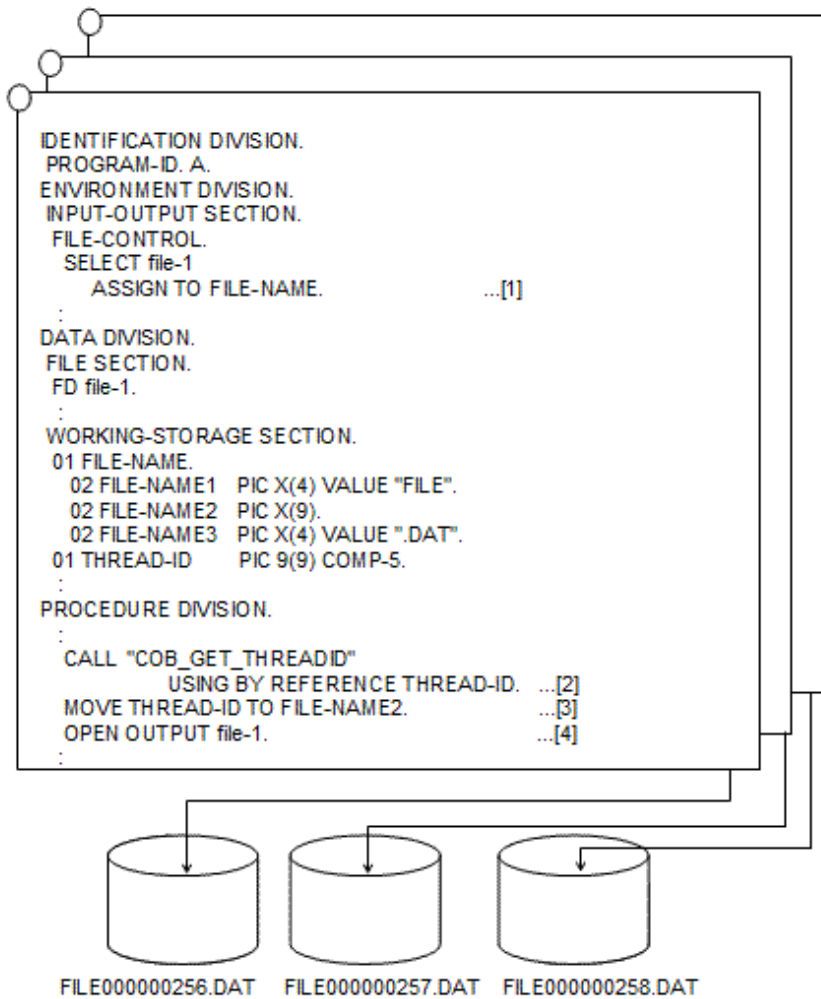 IDENTIFICATION DIVISION.
PROGRAM-ID. A.
ENVIRONMENT DIVISION.
INPUT-OUTPUT SECTION.
FILE-CONTROL.
SELECT file-1
ASSIGN TO FILE-NAME. ...[1]
:
DATA DIVISION.
FILE SECTION.
FD file-1.
:
WORKING-STORAGE SECTION.
01 FILE-NAME.
02 FILE-NAME1 PIC X(4) VALUE "FILE".
02 FILE-NAME2 PIC X(9).
02 FILE-NAME3 PIC X(4) VALUE ".DAT".
01 THREAD-ID PIC 9(9) COMP-5.
:
PROCEDURE DIVISION.
:
CALL "COB_GET_THREADID"
USING BY REFERENCE THREAD-ID. ...[2]
MOVE THREAD-ID TO FILE-NAME2. ...[3]
OPEN OUTPUT file-1. ...[4]
:
FILE000000256.DAT FILE000000257.DAT FILE000000258.DAT